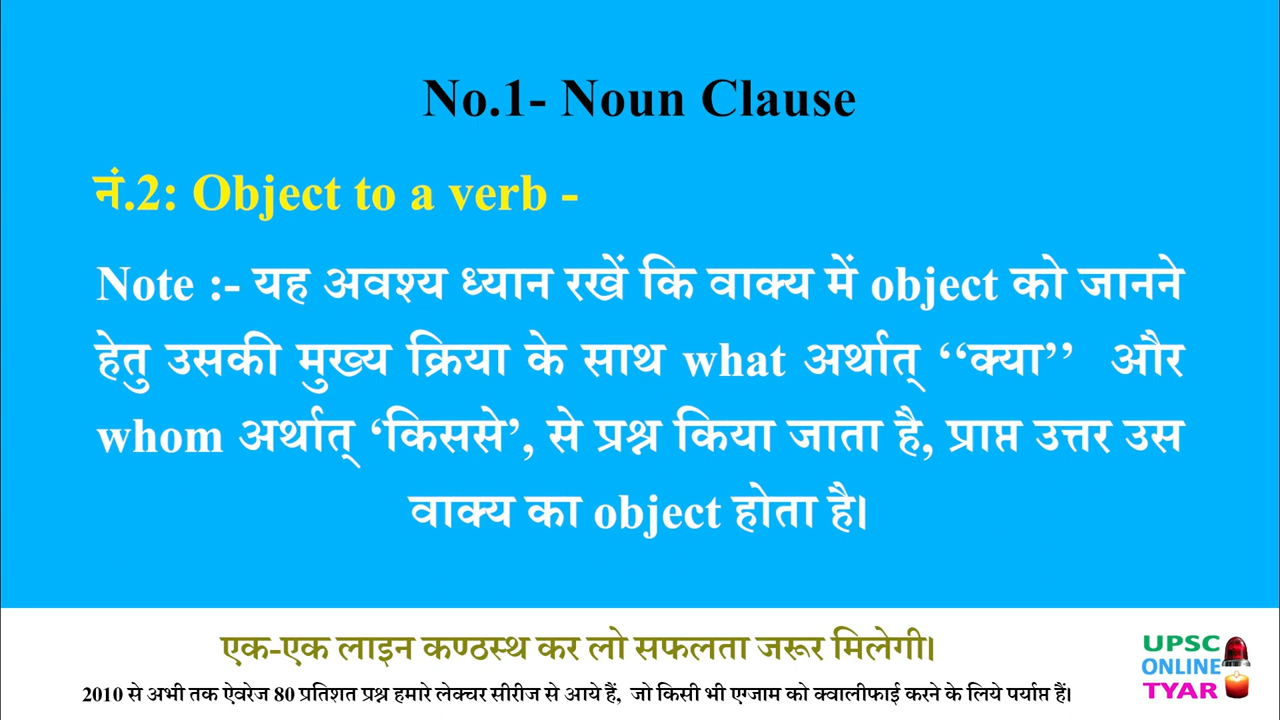 No.1- Noun Clause
नं.2: Object to a verb -
Note :- यह अवश्य ध्यान रखें कि वाक्य में object को जानने
हेतु उसकी मुख्य क्रिया के साथ what अर्थात् ‘‘क्या’’ और
whom अर्थात् ‘किससे’, से प्रश्न किया जाता है, प्राप्त उत्तर उस
वाक्य का object होता है।
एक-एक लाइन कण्ठस्थ कर लो सफलता जरूर मिलेगी।
2010 से अभी तक ऐवरेज 80 प्रतिशत प्रश्न हमारे लेक्चर सीरीज से आये हैं, जो किसी भी एग्जाम को क्वालीफाई करने के लिये पर्याप्त हैं।
UPSC
ONLINE
TYAR